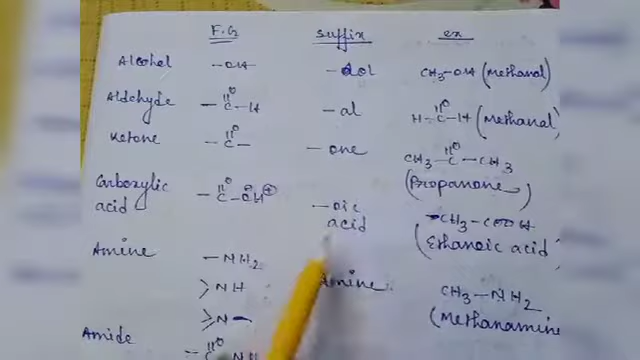 F.G suffix ex
Alcohol -OH -ol CH3-OH (Methanol)
Aldehyde -C-H -al H-C-H (Methanal)
O O
Ketone -C- -one CH3-C-CH3
O O
(Propanone)
Carboxylic acid -C-OH -oic acid CH3-COOH
O
(Ethanoic acid)
Amine -NH2 Amine CH3-NH2
>NH (Methanamine
>N-
Amide -C-
O